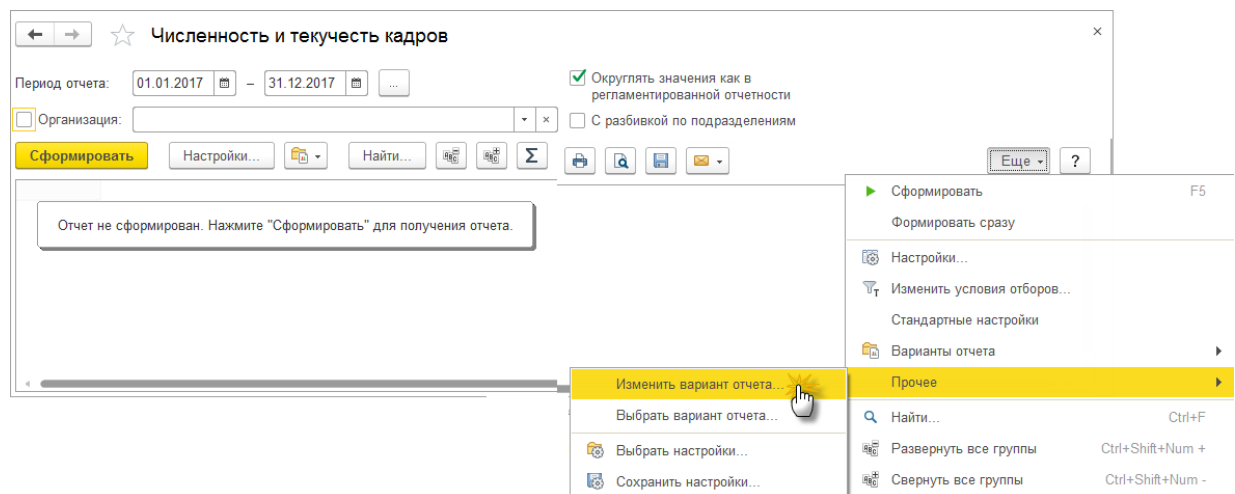 Численность и текучесть кадров
Период отчета: 01.01.2017 – 31.12.2017 ...
Округлять значения как в
регламентированной отчетности
Организация:
С разбивкой по подразделениям
Сформировать Настройки... Найти... Σ Еще ?
Отчет не сформирован. Нажмите "Сформировать" для получения отчета.
Сформировать F5
Формировать сразу
Настройки...
Изменить условия отборов...
Стандартные настройки
Варианты отчета
Прочее
Изменить вариант отчета...
Выбрать вариант отчета...
Выбрать настройки...
Сохранить настройки...
Найти... Ctrl+F
Развернуть все группы Ctrl+Shift+Num +
Свернуть все группы Ctrl+Shift+Num -